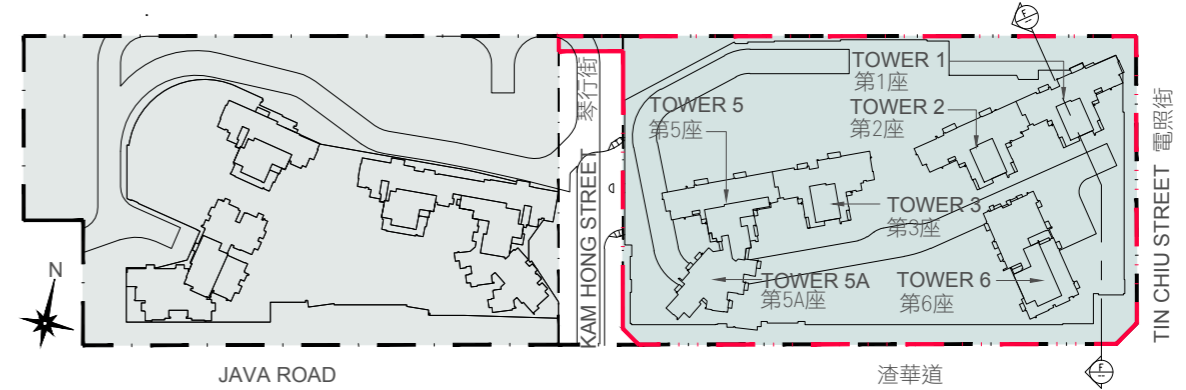 TOWER 1
第1座
TOWER 5
第5座
TOWER 2
第2座
琴行街
KAM HONG STREET
TOWER 3
第3座
TOWER 5A
第5A座
TOWER 6
第6座
電照街
TIN CHIU STREET
N
F
F
JAVA ROAD
渣華道